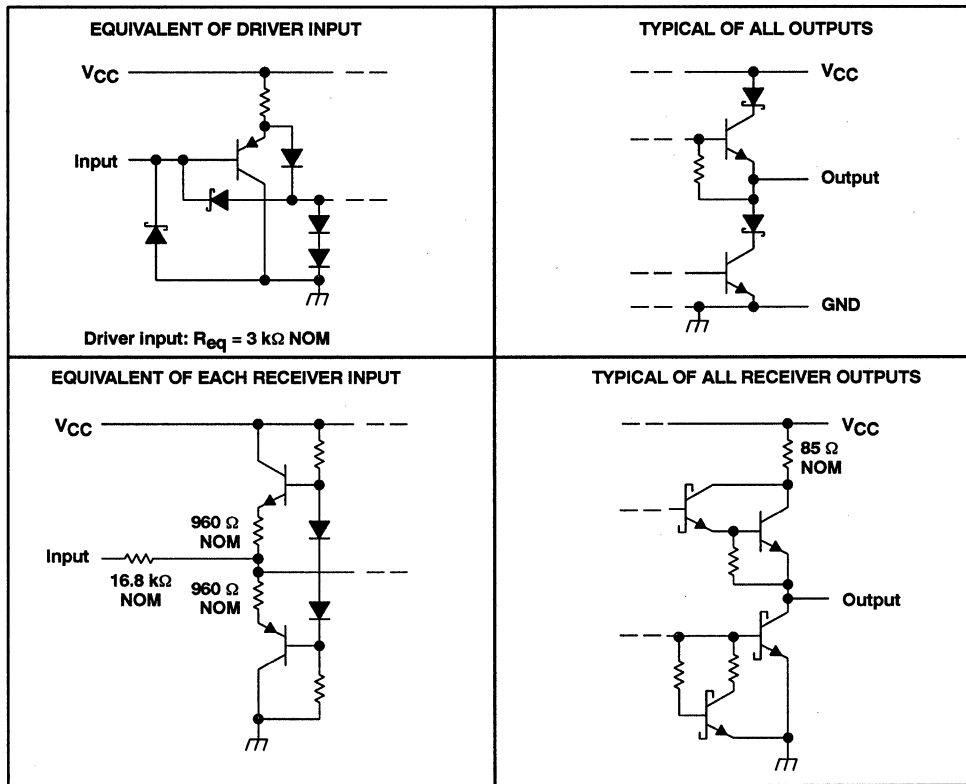 EQUIVALENT OF DRIVER INPUT
VCC
Input
Driver input: Req = 3 kΩ NOM
TYPICAL OF ALL OUTPUTS
VCC
Output
GND
EQUIVALENT OF EACH RECEIVER INPUT
VCC
960 Ω
NOM
Input
16.8 kΩ
NOM
960 Ω
NOM
TYPICAL OF ALL RECEIVER OUTPUTS
VCC
85 Ω
NOM
Output